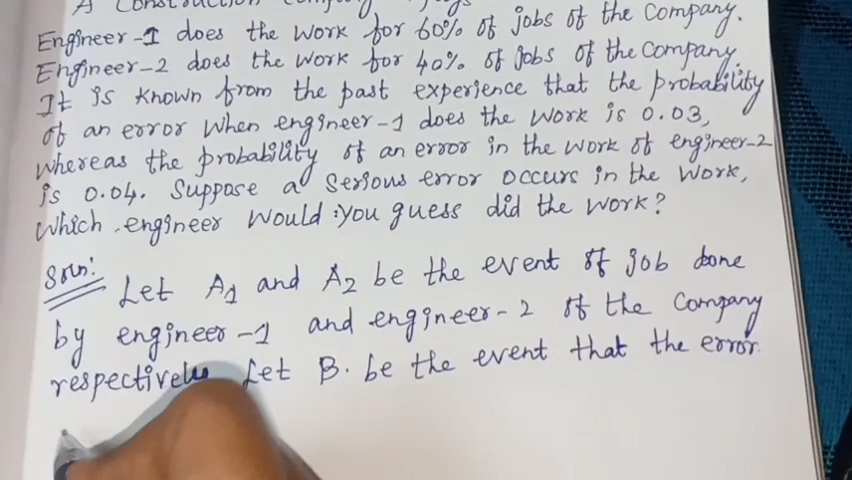 A Construction Company
Engineer-1 does the work for 60% of jobs of the Company.
Engineer-2 does the work for 40% of jobs of the Company.
It is known from the past experience that the probability
of an error when engineer-1 does the work is 0.03,
whereas the probability of an error in the work of engineer-2
is 0.04. Suppose a serious error occurs in the work,
which engineer would you guess did the work?
Soln:
Let A1 and A2 be the event of job done
by engineer-1 and engineer-2 of the Company
respectively Let B. be the event that the error.